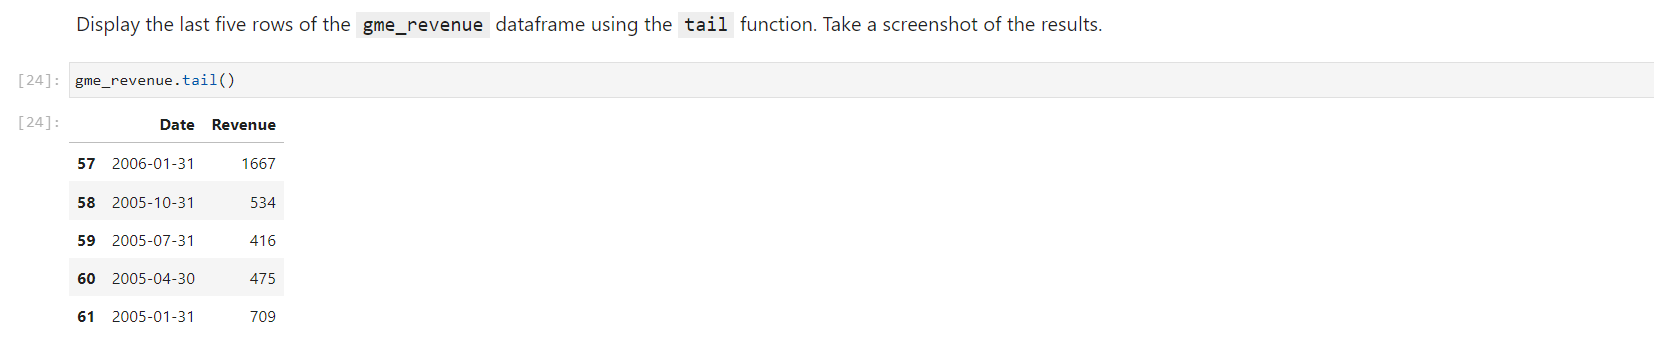 Display the last five rows of the gme_revenue dataframe using the tail function. Take a screenshot of the results.
[24]: gme_revenue.tail()
[24]: Date Revenue
57 2006-01-31 1667
58 2005-10-31 534
59 2005-07-31 416
60 2005-04-30 475
61 2005-01-31 709